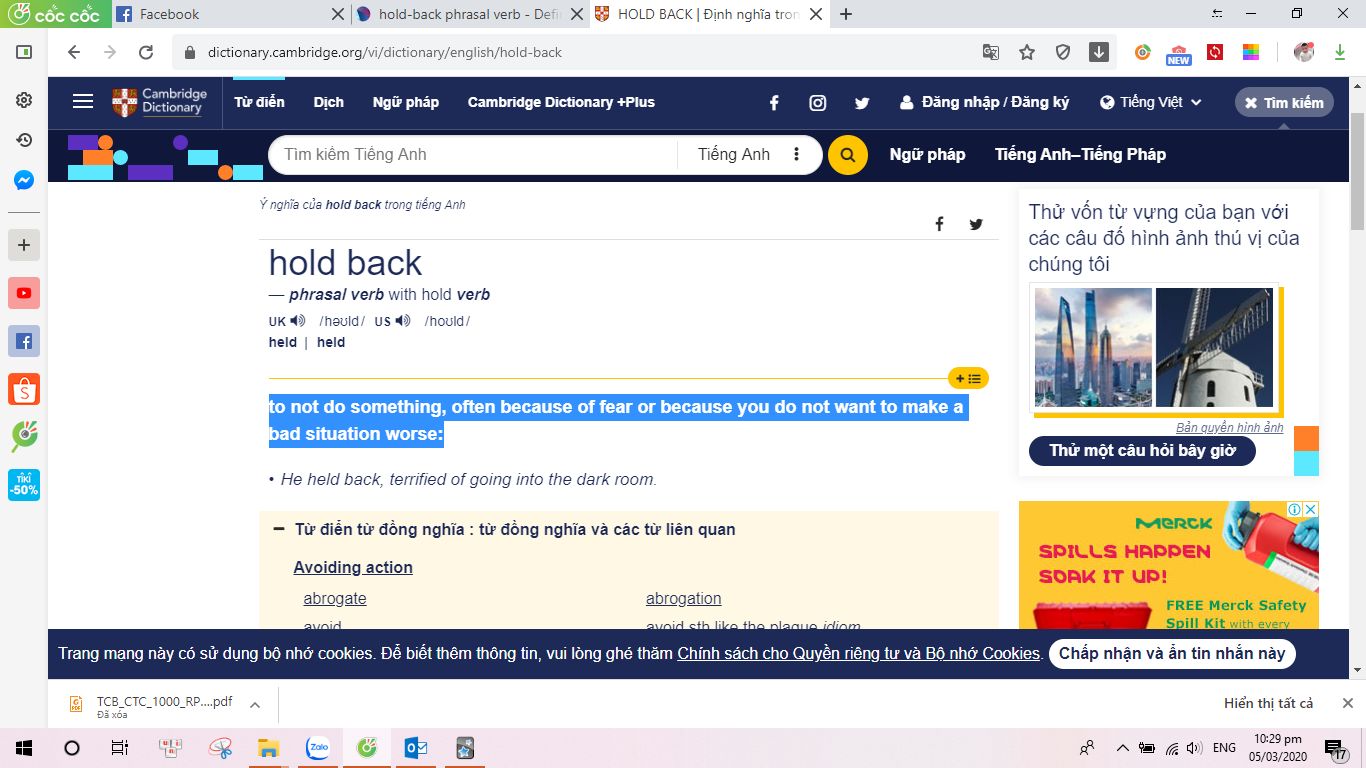 cốc cốc
Facebook
hold-back phrasal verb - Defi
HOLD BACK | Định nghĩa tron
dictionary.cambridge.org/vi/dictionary/english/hold-back
NEW
Cambridge
Dictionary
Từ điển
Dịch
Ngữ pháp
Cambridge Dictionary +Plus
Đăng nhập / Đăng ký
Tiếng Việt
Tìm kiếm
Tìm kiếm Tiếng Anh
Tiếng Anh
Ngữ pháp
Tiếng Anh–Tiếng Pháp
Ý nghĩa của hold back trong tiếng Anh
hold back
— phrasal verb with hold verb
UK /həʊld/ US /hoʊld/
held | held
to not do something, often because of fear or because you do not want to make a
bad situation worse:
• He held back, terrified of going into the dark room.
Từ điển từ đồng nghĩa : từ đồng nghĩa và các từ liên quan
Avoiding action
abrogate
abrogation
avoid
avoid sth like the plague idiom
Thử vốn từ vựng của bạn với
các câu đố hình ảnh thú vị của
chúng tôi
Bản quyền hình ảnh
Thử một câu hỏi bây giờ
MERCK
SPILLS HAPPEN
SOAK IT UP!
FREE Merck Safety
Spill Kit with every
TIKI
-50%
Trang mạng này có sử dụng bộ nhớ cookies. Để biết thêm thông tin, vui lòng ghé thăm Chính sách cho Quyền riêng tư và Bộ nhớ Cookies.
Chấp nhận và ẩn tin nhắn này
TCB_CTC_1000_RP....pdf
Đã xóa
Hiển thị tất cả
Zalo
ENG
10:29 pm
05/03/2020
17